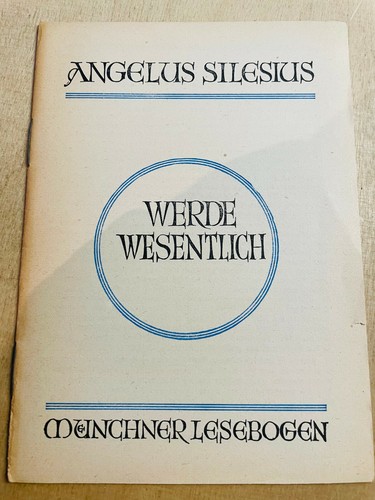 ANGELUS SILESIUS
WERDE
WESENTLICH
MÜNCHNER LESEBOGEN